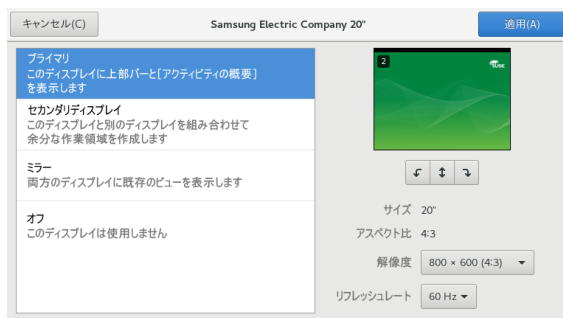 キャンセル(C)
Samsung Electric Company 20"
適用(A)
プライマリ
このディスプレイに上部バーと[アクティビティの概要]
を表示します
セカンダリディスプレイ
このディスプレイと別のディスプレイを組み合わせて
余分な作業領域を作成します
ミラー
両方のディスプレイに既存のビューを表示します
オフ
このディスプレイは使用しません
2
SUSE
サイズ 20"
アスペクト比 4:3
解像度 800 × 600 (4:3)
リフレッシュレート 60 Hz